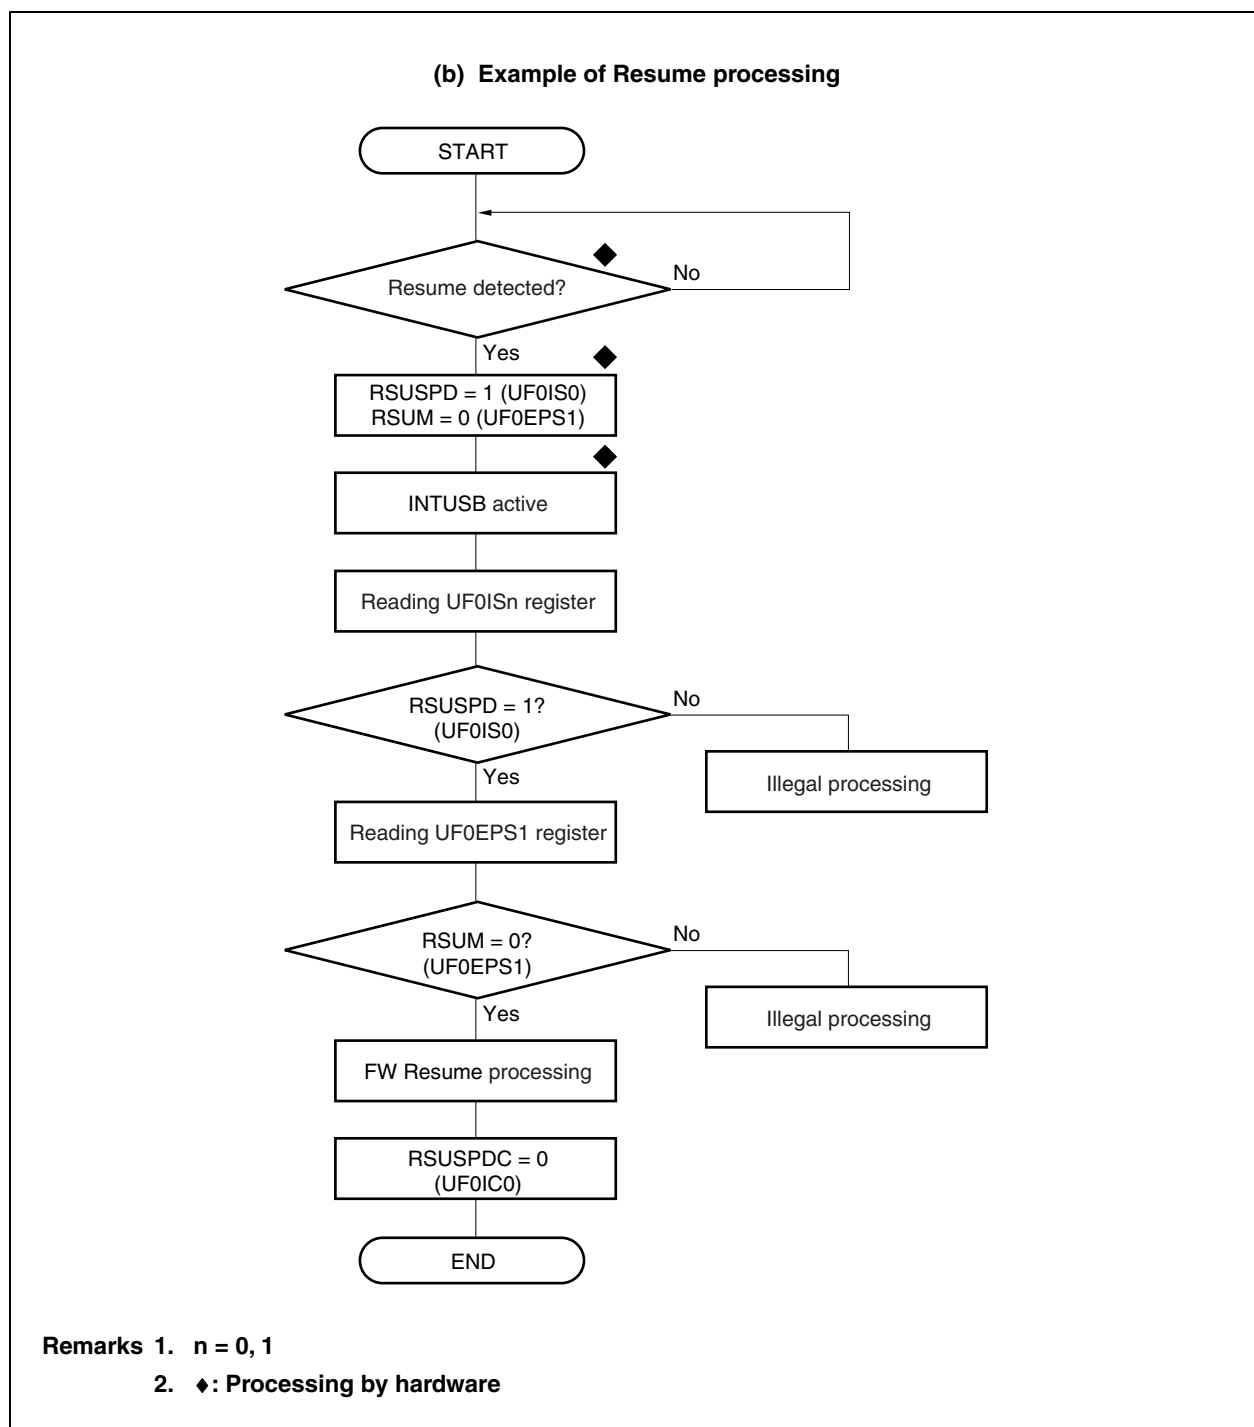 (b) Example of Resume processing
START
Resume detected?
No
Yes
RSUSPD = 1 (UF0IS0)
RSUM = 0 (UF0EPS1)
INTUSB active
Reading UF0ISn register
RSUSPD = 1?
(UF0IS0)
No
Illegal processing
Yes
Reading UF0EPS1 register
RSUM = 0?
(UF0EPS1)
No
Illegal processing
Yes
FW Resume processing
RSUSPDC = 0
(UF0IC0)
END
Remarks 1. n = 0, 1
2. ♦: Processing by hardware